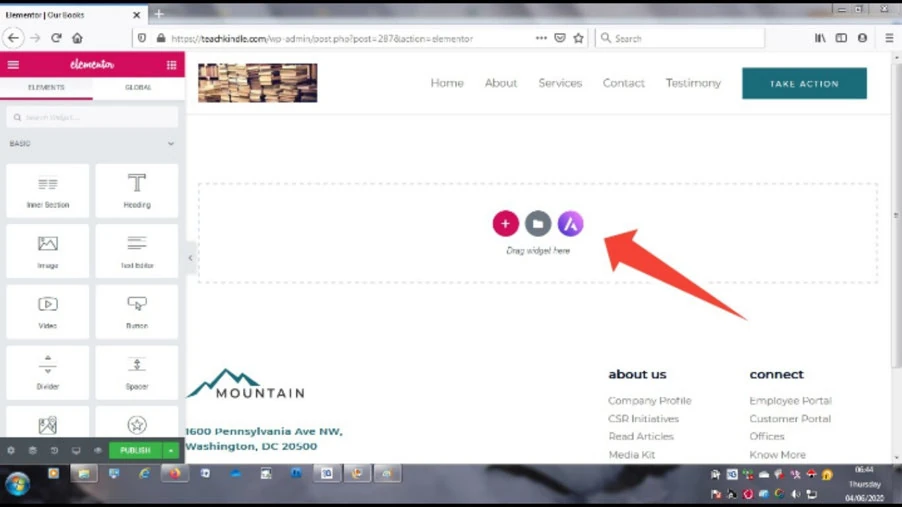 Elementor | Our Books
https://teachkindle.com/wp-admin/post.php?post=287&action=elementor
Search
elementor
ELEMENTS
GLOBAL
Search Widget...
BASIC
Inner Section
Heading
Image
Text Editor
Video
Button
Divider
Spacer
PUBLISH
Home
About
Services
Contact
Testimony
TAKE ACTION
Drag widget here
MOUNTAIN
1600 Pennsylvania Ave NW,
Washington, DC 20500
about us
Company Profile
CSR Initiatives
Read Articles
Media Kit
connect
Employee Portal
Customer Portal
Offices
Know More
06:44
Thursday
04/06/2020